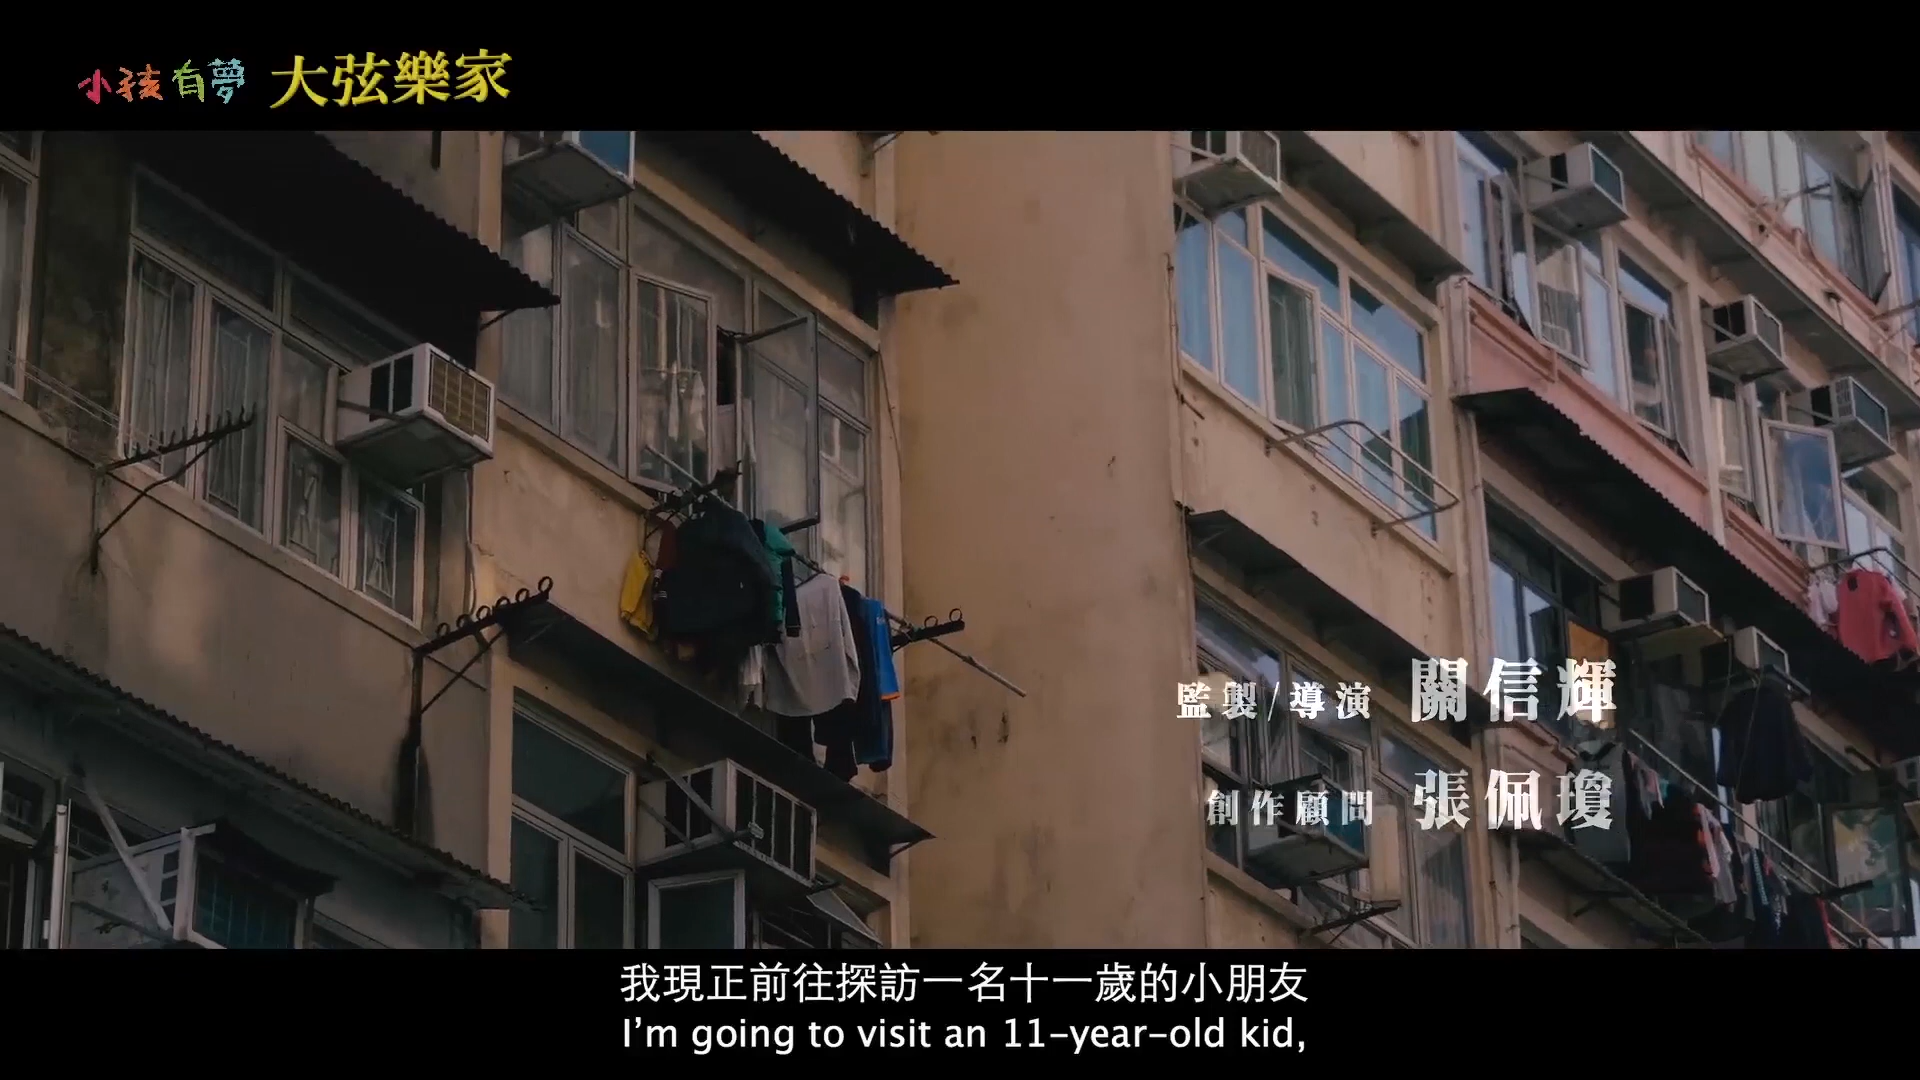 小孩有夢 大弦樂家
監製/導演 關信輝
創作顧問 張佩瓊
我現正前往探訪一名十一歲的小朋友
I'm going to visit an 11-year-old kid,